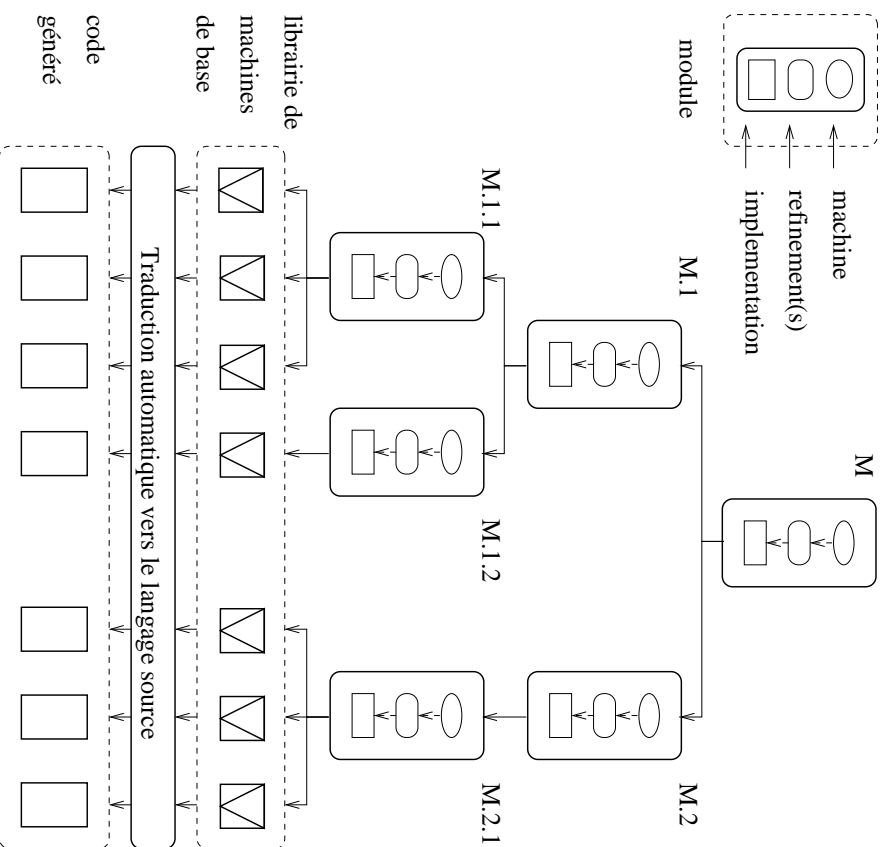 machine
refinement(s)
implementation
module
M
M.1
M.2
M.1.1
M.1.2
M.2.1
librairie de
machines
de base
Traduction automatique vers le langage source
code
généré